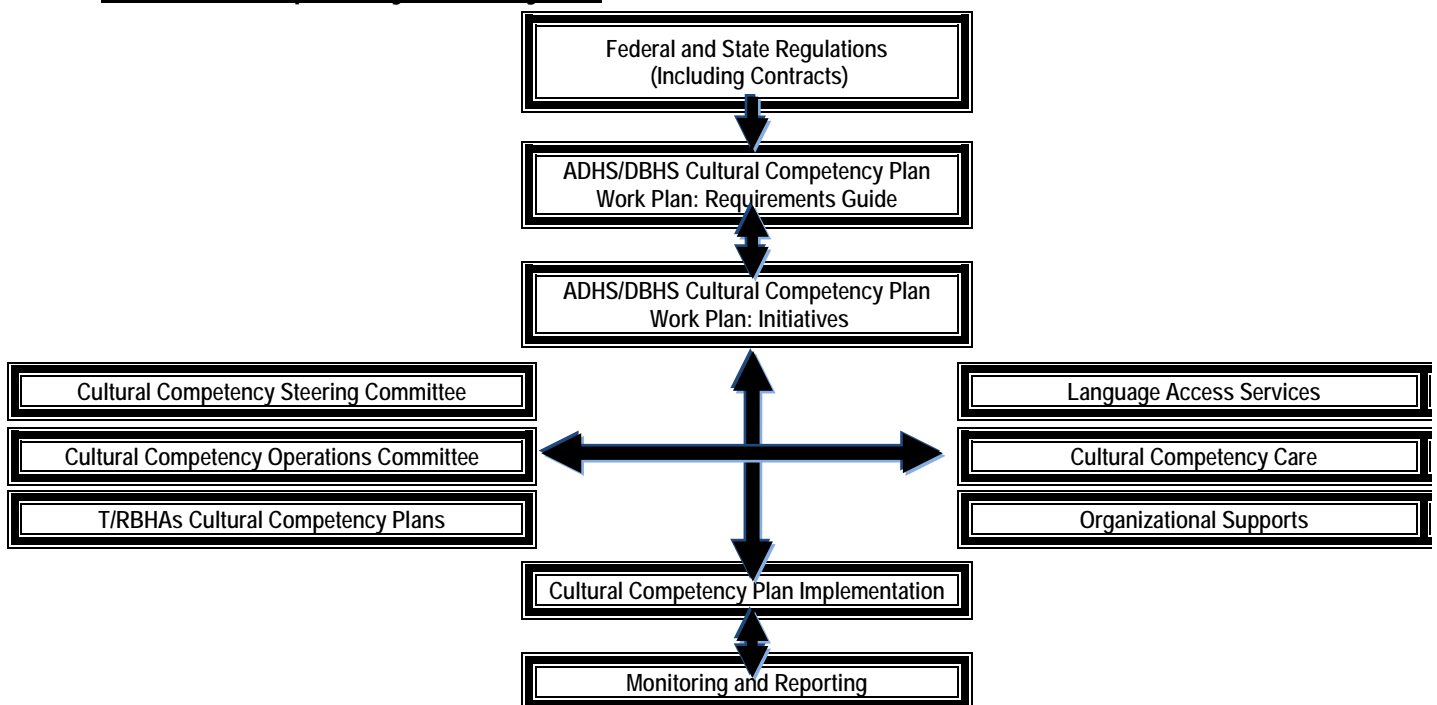 Federal and State Regulations
(Including Contracts)
ADHS/DBHS Cultural Competency Plan
Work Plan: Requirements Guide
ADHS/DBHS Cultural Competency Plan
Work Plan: Initiatives
Cultural Competency Steering Committee
Language Access Services
Cultural Competency Operations Committee
Cultural Competency Care
T/RBHAs Cultural Competency Plans
Organizational Supports
Cultural Competency Plan Implementation
Monitoring and Reporting